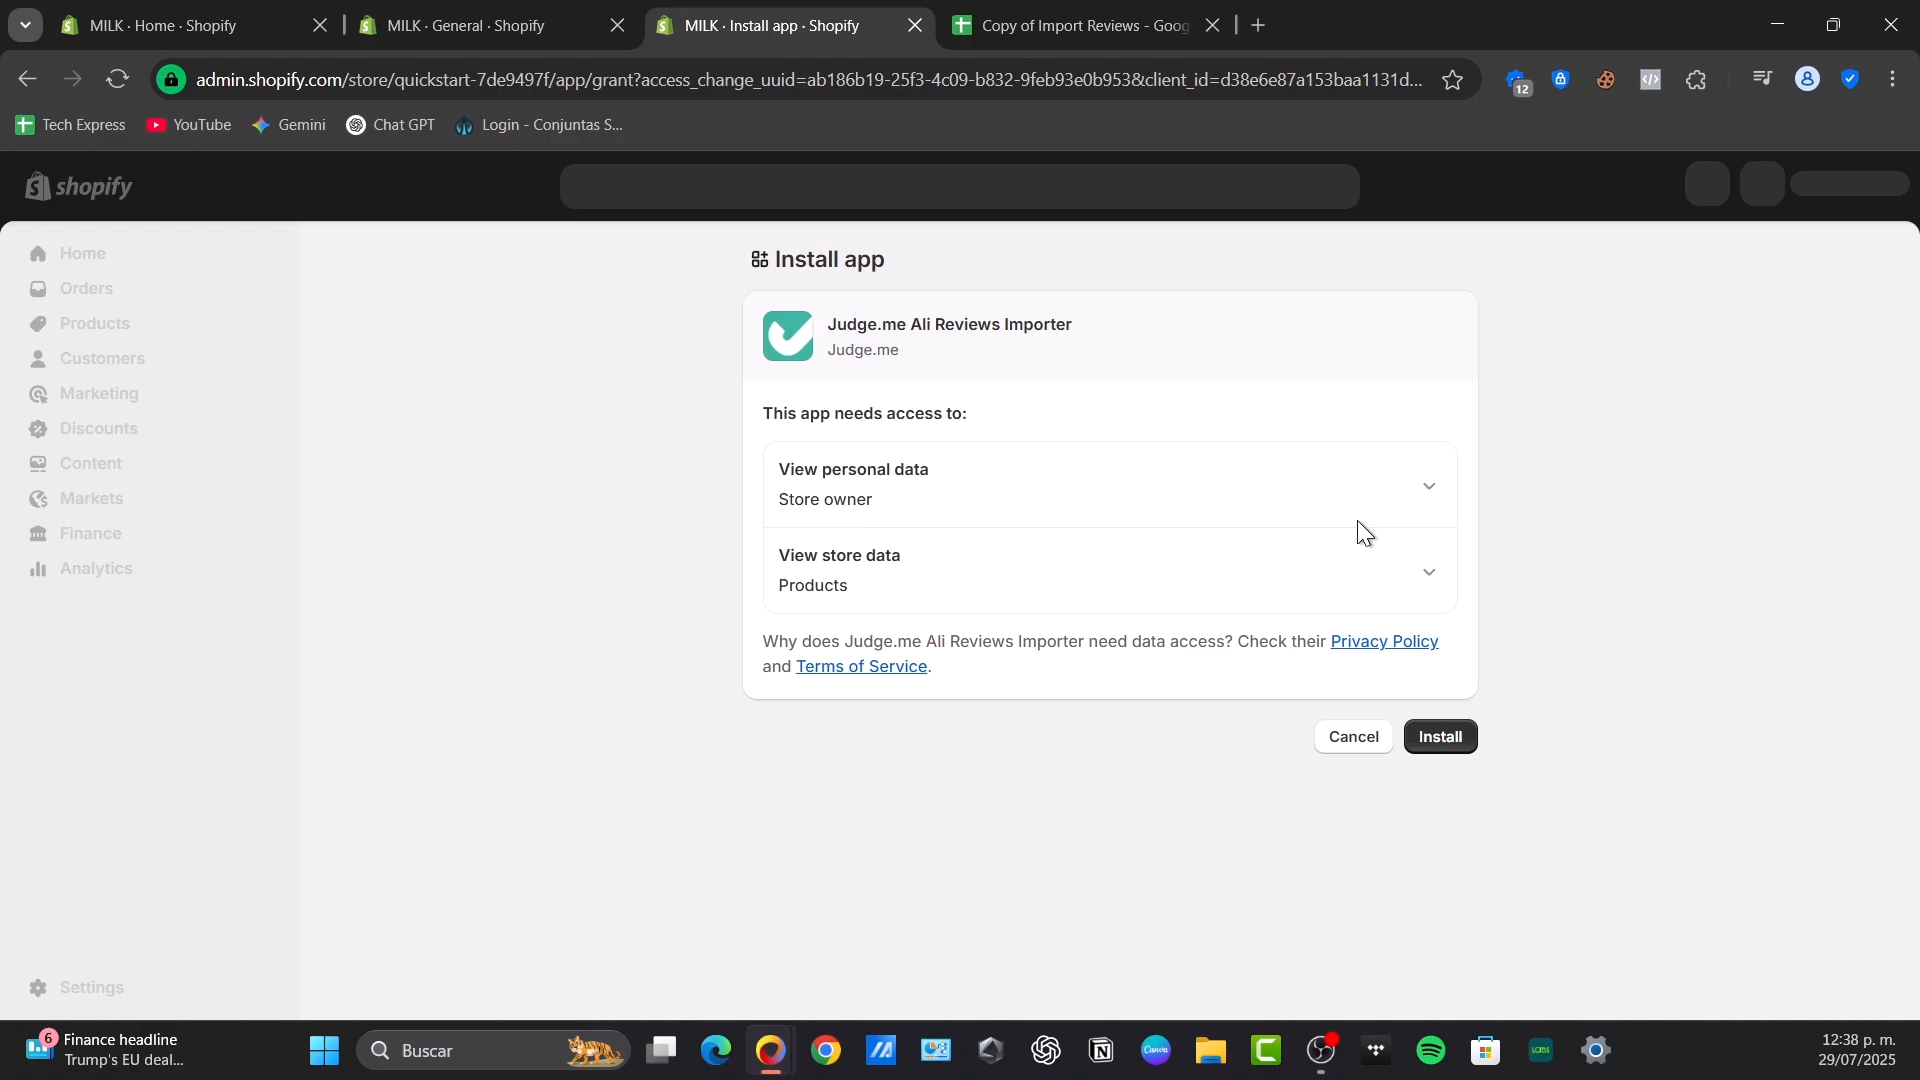 MILK · Home · Shopify
MILK · General · Shopify
MILK · Install app · Shopify
Copy of Import Reviews - Goog
admin.shopify.com/store/quickstart-7de9497f/app/grant?access_change_uuid=ab186b19-25f3-4c09-b832-9feb93e0b953&client_id=d38e6e87a153baa1131d...
12
Tech Express
YouTube
Gemini
Chat GPT
Login - Conjuntas S...
shopify
Home
Orders
Products
Customers
Marketing
Discounts
Content
Markets
Finance
Analytics
Settings
Install app
Judge.me Ali Reviews Importer
Judge.me
This app needs access to:
View personal data
Store owner
View store data
Products
Why does Judge.me Ali Reviews Importer need data access? Check their Privacy Policy
and Terms of Service.
Cancel
Install
6
Finance headline
Trump's EU deal...
Buscar
Canva
LABS
12:38 p. m.
29/07/2025